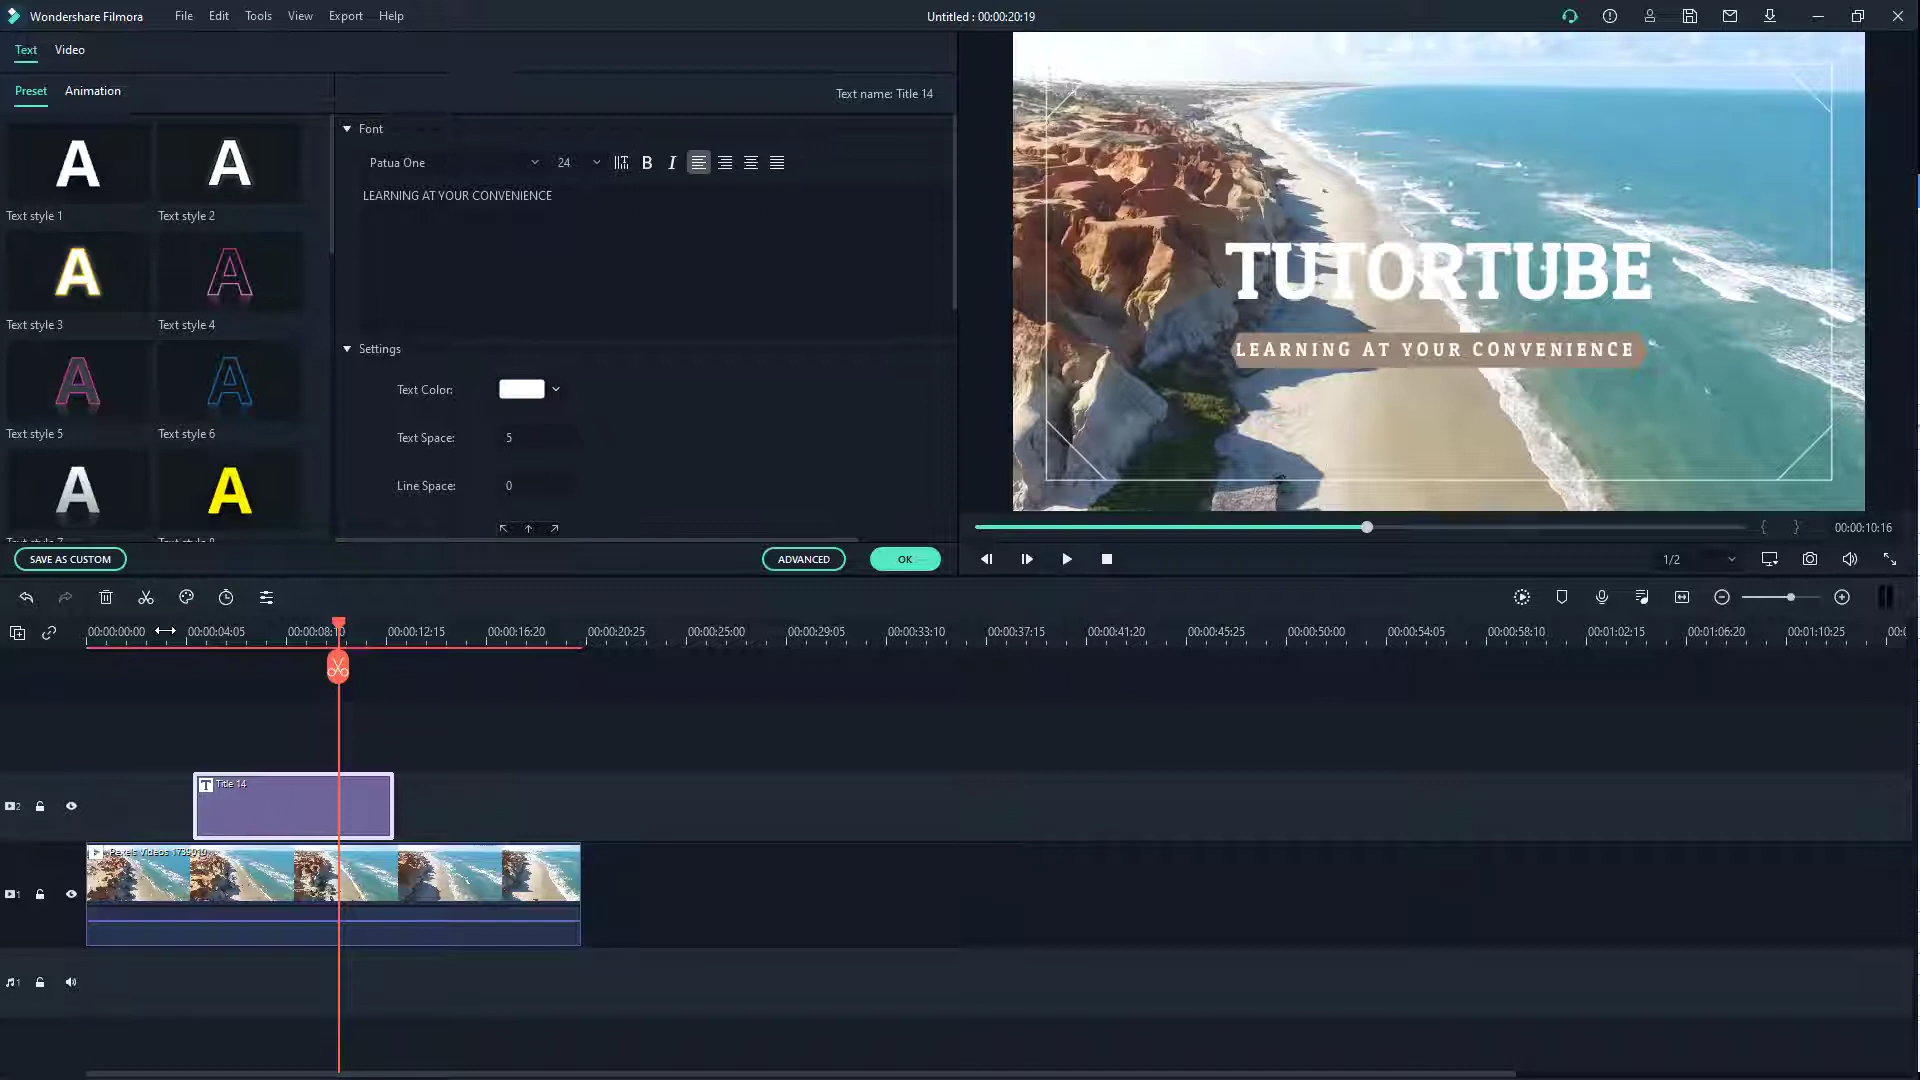 Wondershare Filmora
File Edit Tools View Export Help
Untitled : 00:00:20:19
Text Video
Preset Animation
Text name: Title 14
Text style 1
Text style 2
Text style 3
Text style 4
Text style 5
Text style 6
Font
Patua One 24 B I
LEARNING AT YOUR CONVENIENCE
Settings
Text Color:
Text Space: 5
Line Space: 0
SAVE AS CUSTOM
ADVANCED
OK
TUTORTUBE
LEARNING AT YOUR CONVENIENCE
00:00:10:16
1/2
00:00:00:00 00:00:04:05 00:00:08:10 00:00:12:15 00:00:16:20 00:00:20:25 00:00:25:00 00:00:29:05 00:00:33:10 00:00:37:15 00:00:41:20 00:00:45:25 00:00:50:00 00:00:54:05 00:00:58:10 00:01:02:15 00:01:06:20 00:01:10:25
2
T Title 14
1
Pexels Videos
1